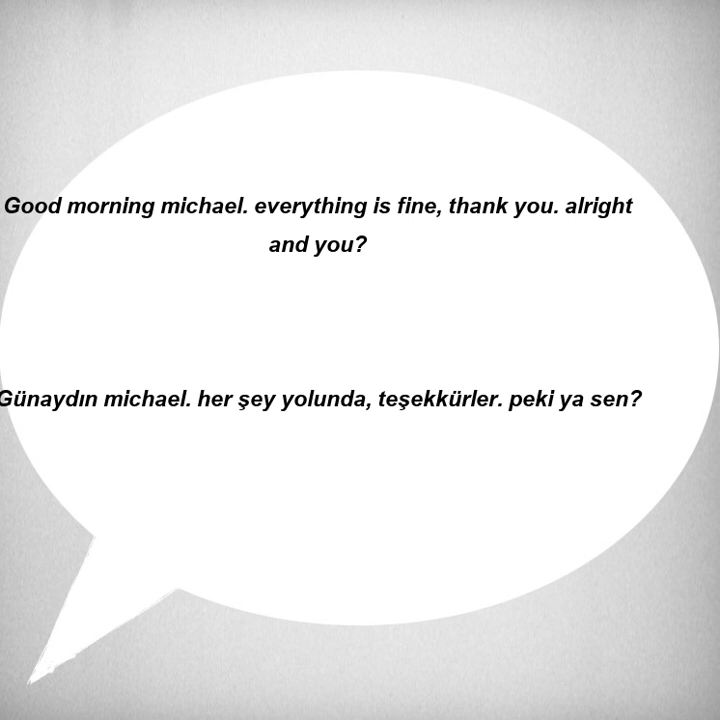 Good morning michael. everything is fine, thank you. alright
and you?
Günaydın michael. her şey yolunda, teşekkürler. peki ya sen?